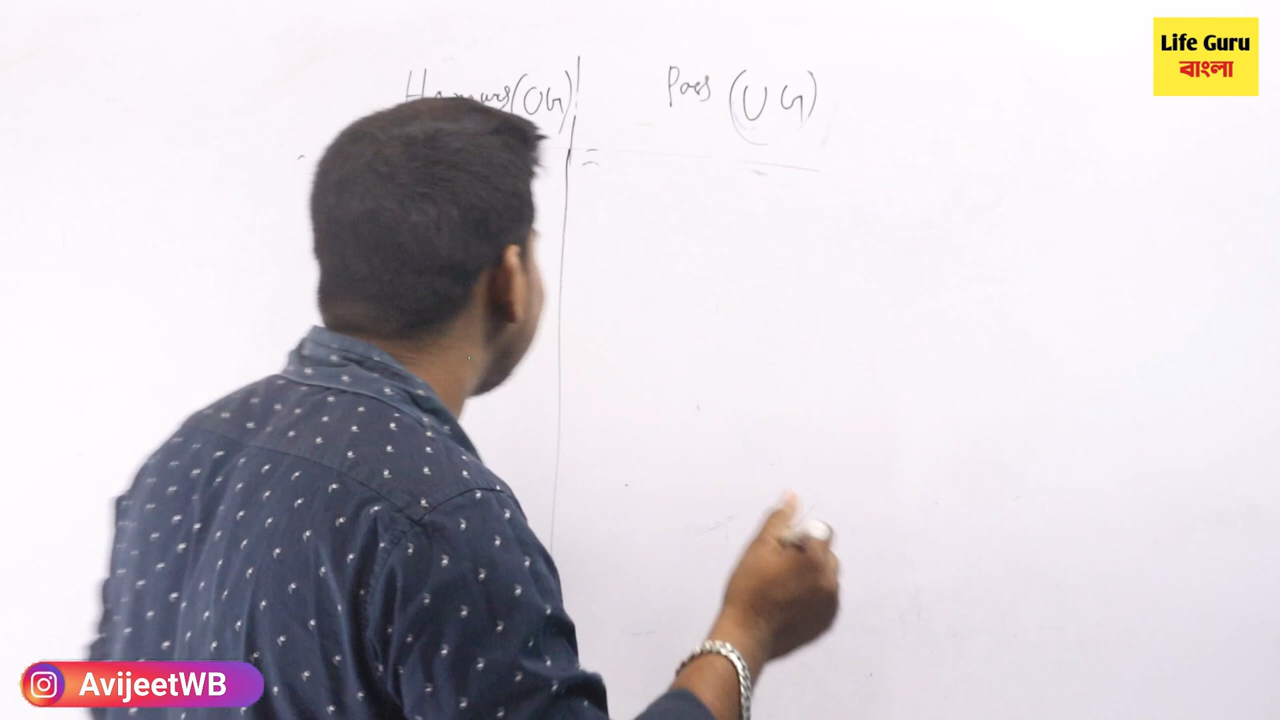 Life Guru
বাংলা
Honours (UG)
Pass (UG)
AvijeetWB